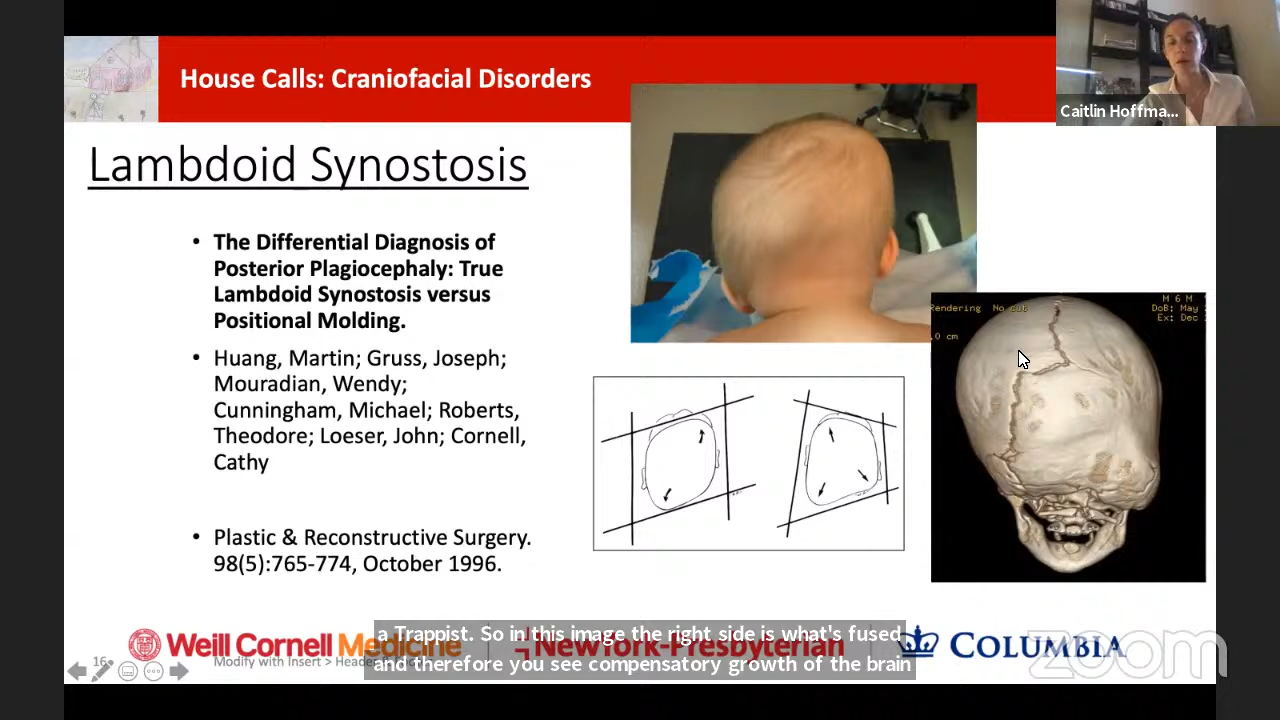 House Calls: Craniofacial Disorders
Caitlin Hoffma...
Lambdoid Synostosis
• The Differential Diagnosis of
Posterior Plagiocephaly: True
Lambdoid Synostosis versus
Positional Molding.
• Huang, Martin; Gruss, Joseph;
Mouradian, Wendy;
Cunningham, Michael; Roberts,
Theodore; Loeser, John; Cornell,
Cathy
• Plastic & Reconstructive Surgery.
98(5):765-774, October 1996.
Rendering No cut
M 6 M
DoB: May
Ex: Dec
.0 cm
a Trappist. So in this image the right side is what's fused
and therefore you see compensatory growth of the brain
Weill Cornell Medicine
NewYork-Presbyterian
COLUMBIA
16
Modify with Insert > Header
zoom